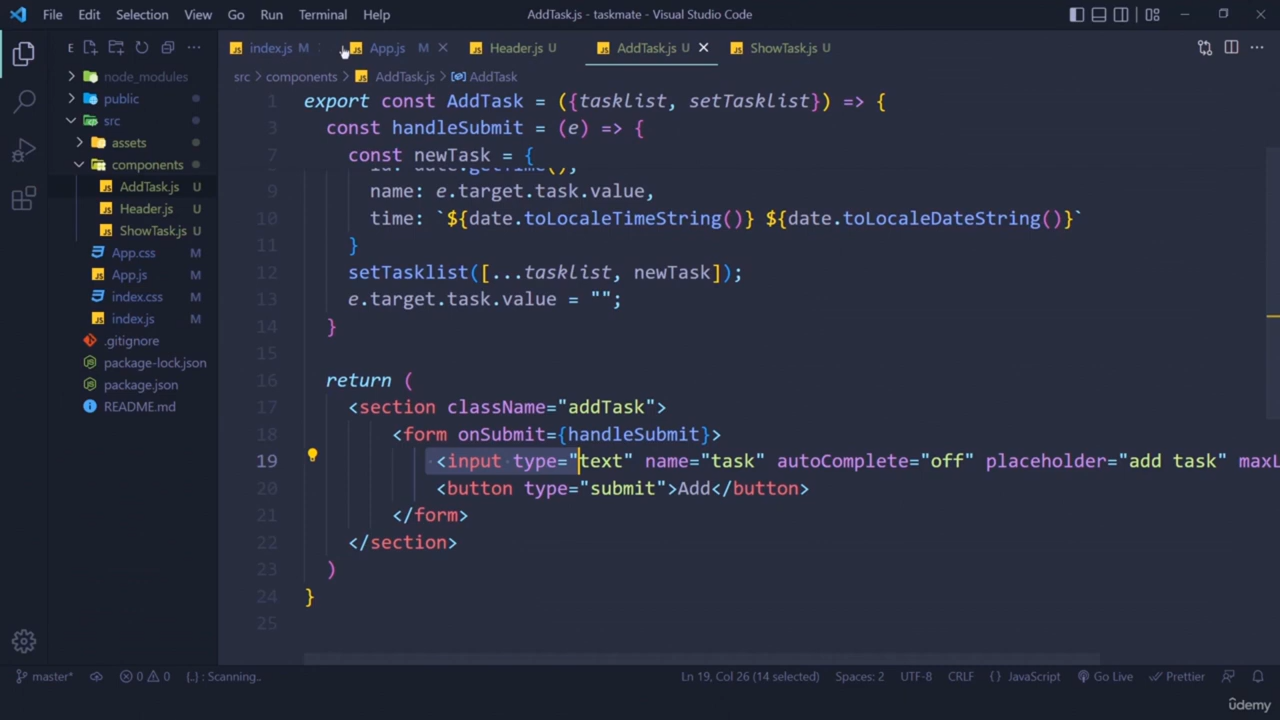 File Edit Selection View Go Run Terminal Help AddTask.js - taskmate - Visual Studio Code
index.js M App.js M Header.js U AddTask.js U ShowTask.js U
src > components > AddTask.js > AddTask
node_modules
public
src
assets
components
AddTask.js U
Header.js U
ShowTask.js U
App.css M
App.js M
index.css M
index.js M
.gitignore
package-lock.json
package.json
README.md
1 export const AddTask = ({tasklist, setTasklist}) => {
3 const handleSubmit = (e) => {
7 const newTask = {
id: date.getTime(),
9 name: e.target.task.value,
10 time: `${date.toLocaleTimeString()} ${date.toLocaleDateString()}`
11 }
12 setTasklist([...tasklist, newTask]);
13 e.target.task.value = "";
14 }
15
16 return (
17 <section className="addTask">
18 <form onSubmit={handleSubmit}>
19 <input type="text" name="task" autoComplete="off" placeholder="add task" maxL
20 <button type="submit">Add</button>
21 </form>
22 </section>
23 )
24 }
25
master* 0 0 {..} : Scanning.. Ln 19, Col 26 (14 selected) Spaces: 2 UTF-8 CRLF {} JavaScript Go Live Prettier
ûdemy